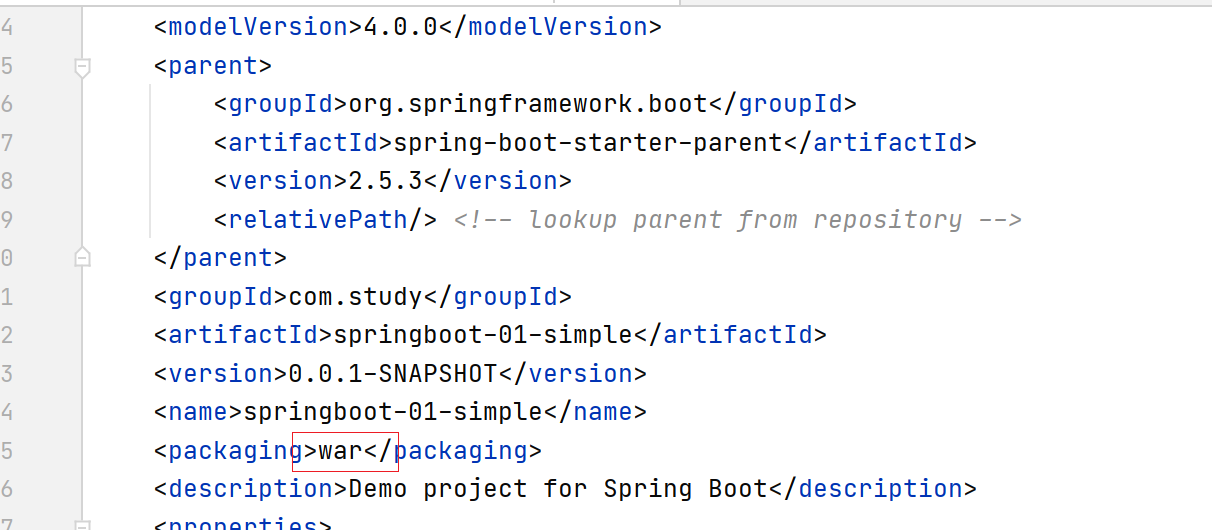 4 <modelVersion>4.0.0</modelVersion>
5 <parent>
6 <groupId>org.springframework.boot</groupId>
7 <artifactId>spring-boot-starter-parent</artifactId>
8 <version>2.5.3</version>
9 <relativePath/> <!-- lookup parent from repository -->
0 </parent>
1 <groupId>com.study</groupId>
2 <artifactId>springboot-01-simple</artifactId>
3 <version>0.0.1-SNAPSHOT</version>
4 <name>springboot-01-simple</name>
5 <packaging>war</packaging>
6 <description>Demo project for Spring Boot</description>
7 <properties>